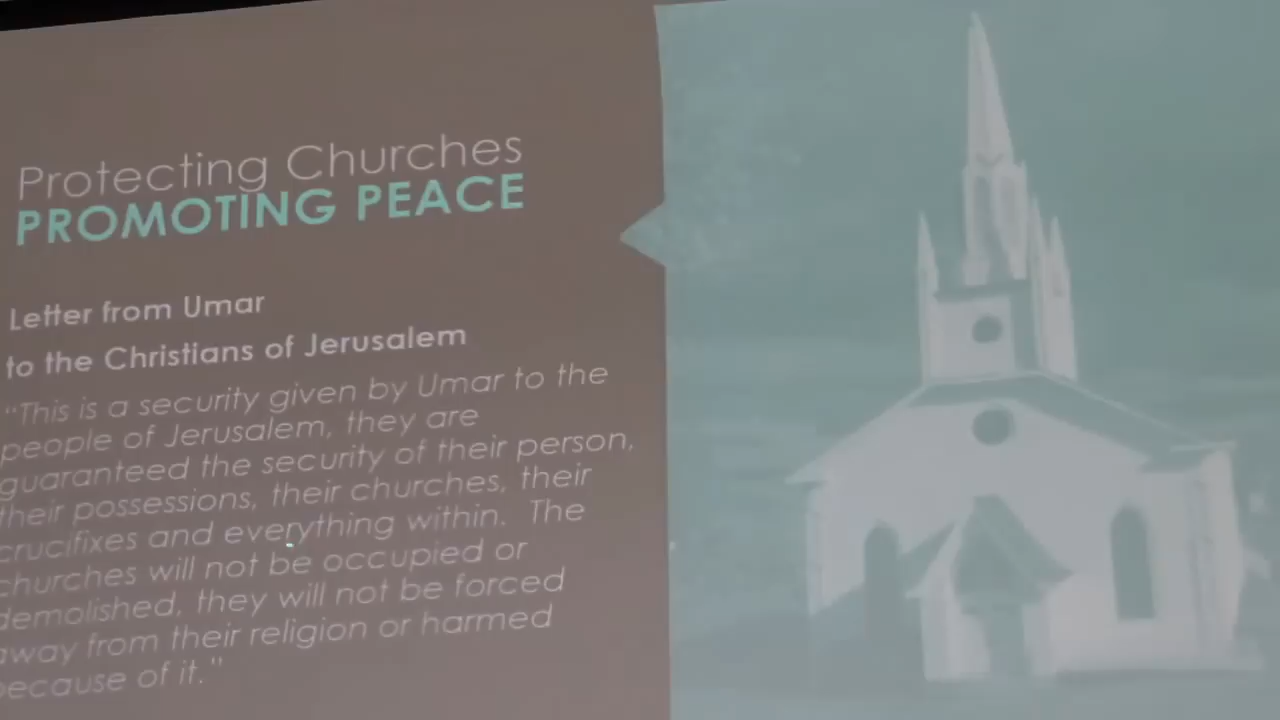 Protecting Churches
PROMOTING PEACE
Letter from Umar
to the Christians of Jerusalem
"This is a security given by Umar to the
people of Jerusalem, they are
guaranteed the security of their person,
their possessions, their churches, their
crucifixes and everything within. The
churches will not be occupied or
demolished, they will not be forced
away from their religion or harmed
because of it."